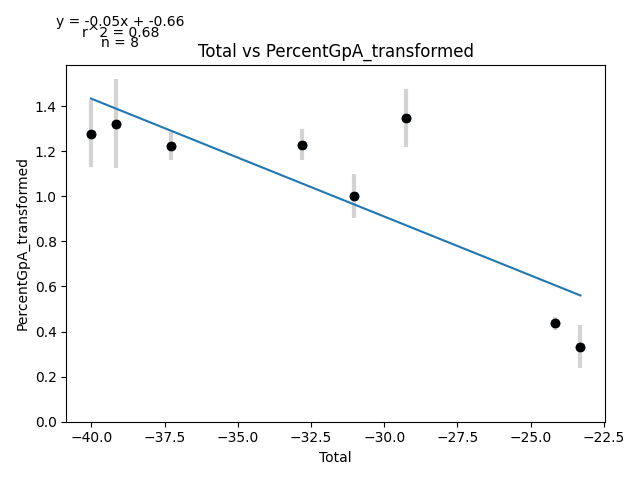 y = -0.05x + -0.66
r^2 = 0.68
n = 8
Total vs PercentGpA_transformed
PercentGpA_transformed
1.4
1.2
1.0
0.8
0.6
0.4
0.2
0.0
−40.0 −37.5 −35.0 −32.5 −30.0 −27.5 −25.0 −22.5
Total